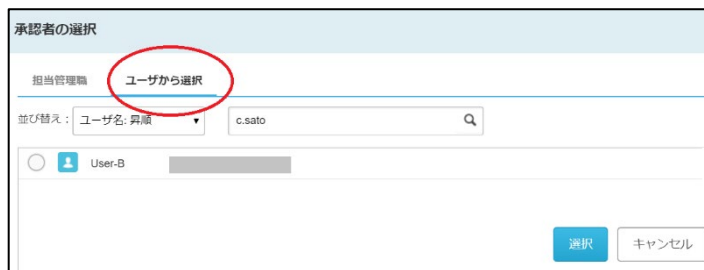 承認者の選択
担当管理職 ユーザから選択
並び替え： ユーザ名: 昇順 c.sato
User-B
選択 キャンセル